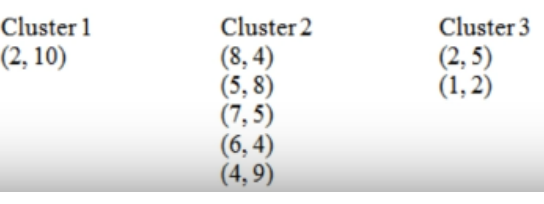 Cluster 1 Cluster 2 Cluster 3
(2, 10) (8, 4) (2, 5)
(5, 8) (1, 2)
(7, 5)
(6, 4)
(4, 9)